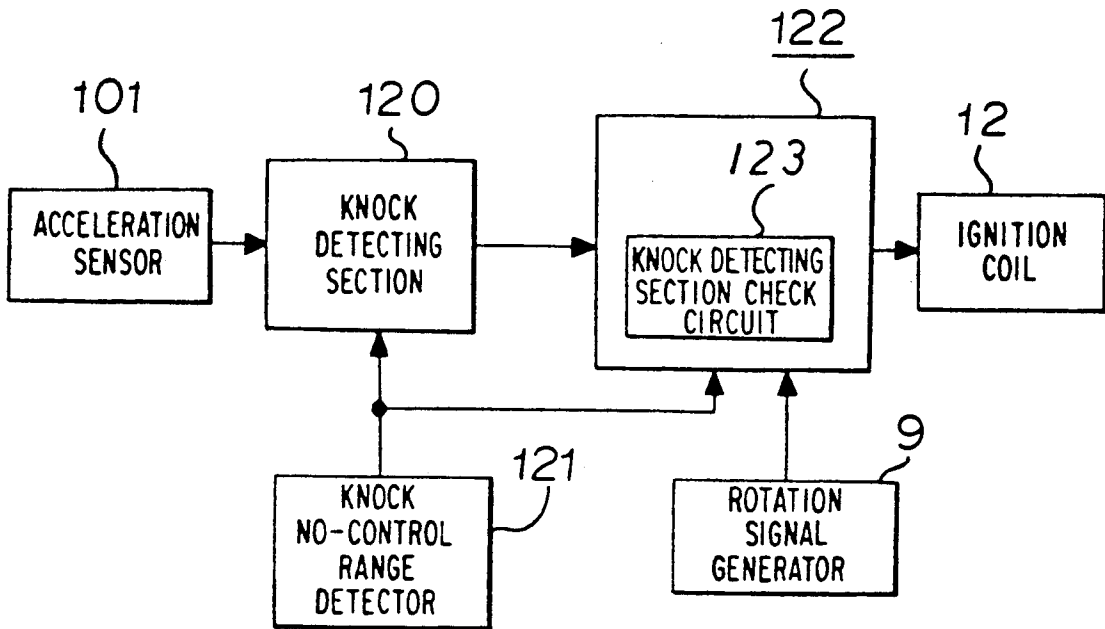 122
101
120
12
123
ACCELERATION
SENSOR
KNOCK
DETECTING
SECTION
KNOCK DETECTING
SECTION CHECK
CIRCUIT
IGNITION
COIL
121
9
KNOCK
NO-CONTROL
RANGE
DETECTOR
ROTATION
SIGNAL
GENERATOR